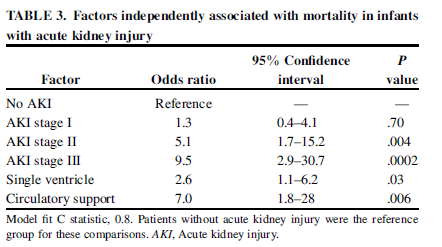 TABLE 3. Factors independently associated with mortality in infants
with acute kidney injury
95% Confidence P
Factor Odds ratio interval value
No AKI Reference — —
AKI stage I 1.3 0.4–4.1 .70
AKI stage II 5.1 1.7–15.2 .004
AKI stage III 9.5 2.9–30.7 .0002
Single ventricle 2.6 1.1–6.2 .03
Circulatory support 7.0 1.8–28 .006
Model fit C statistic, 0.8. Patients without acute kidney injury were the reference
group for these comparisons. AKI, Acute kidney injury.